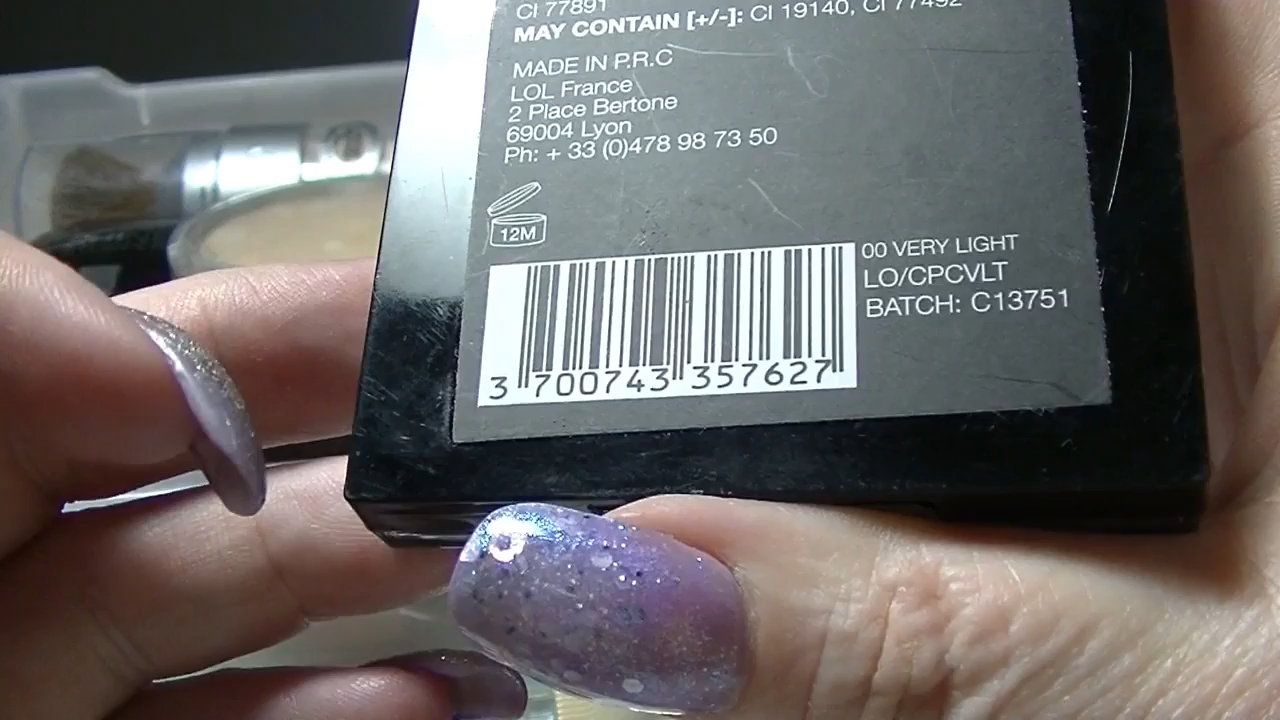 CI 77891
MAY CONTAIN [+/-]: CI 19140, CI 77492
MADE IN P.R.C
LOL France
2 Place Bertone
69004 Lyon
Ph: + 33 (0)478 98 73 50
12M
00 VERY LIGHT
LO/CPCVLT
BATCH: C13751
3 700743 357627